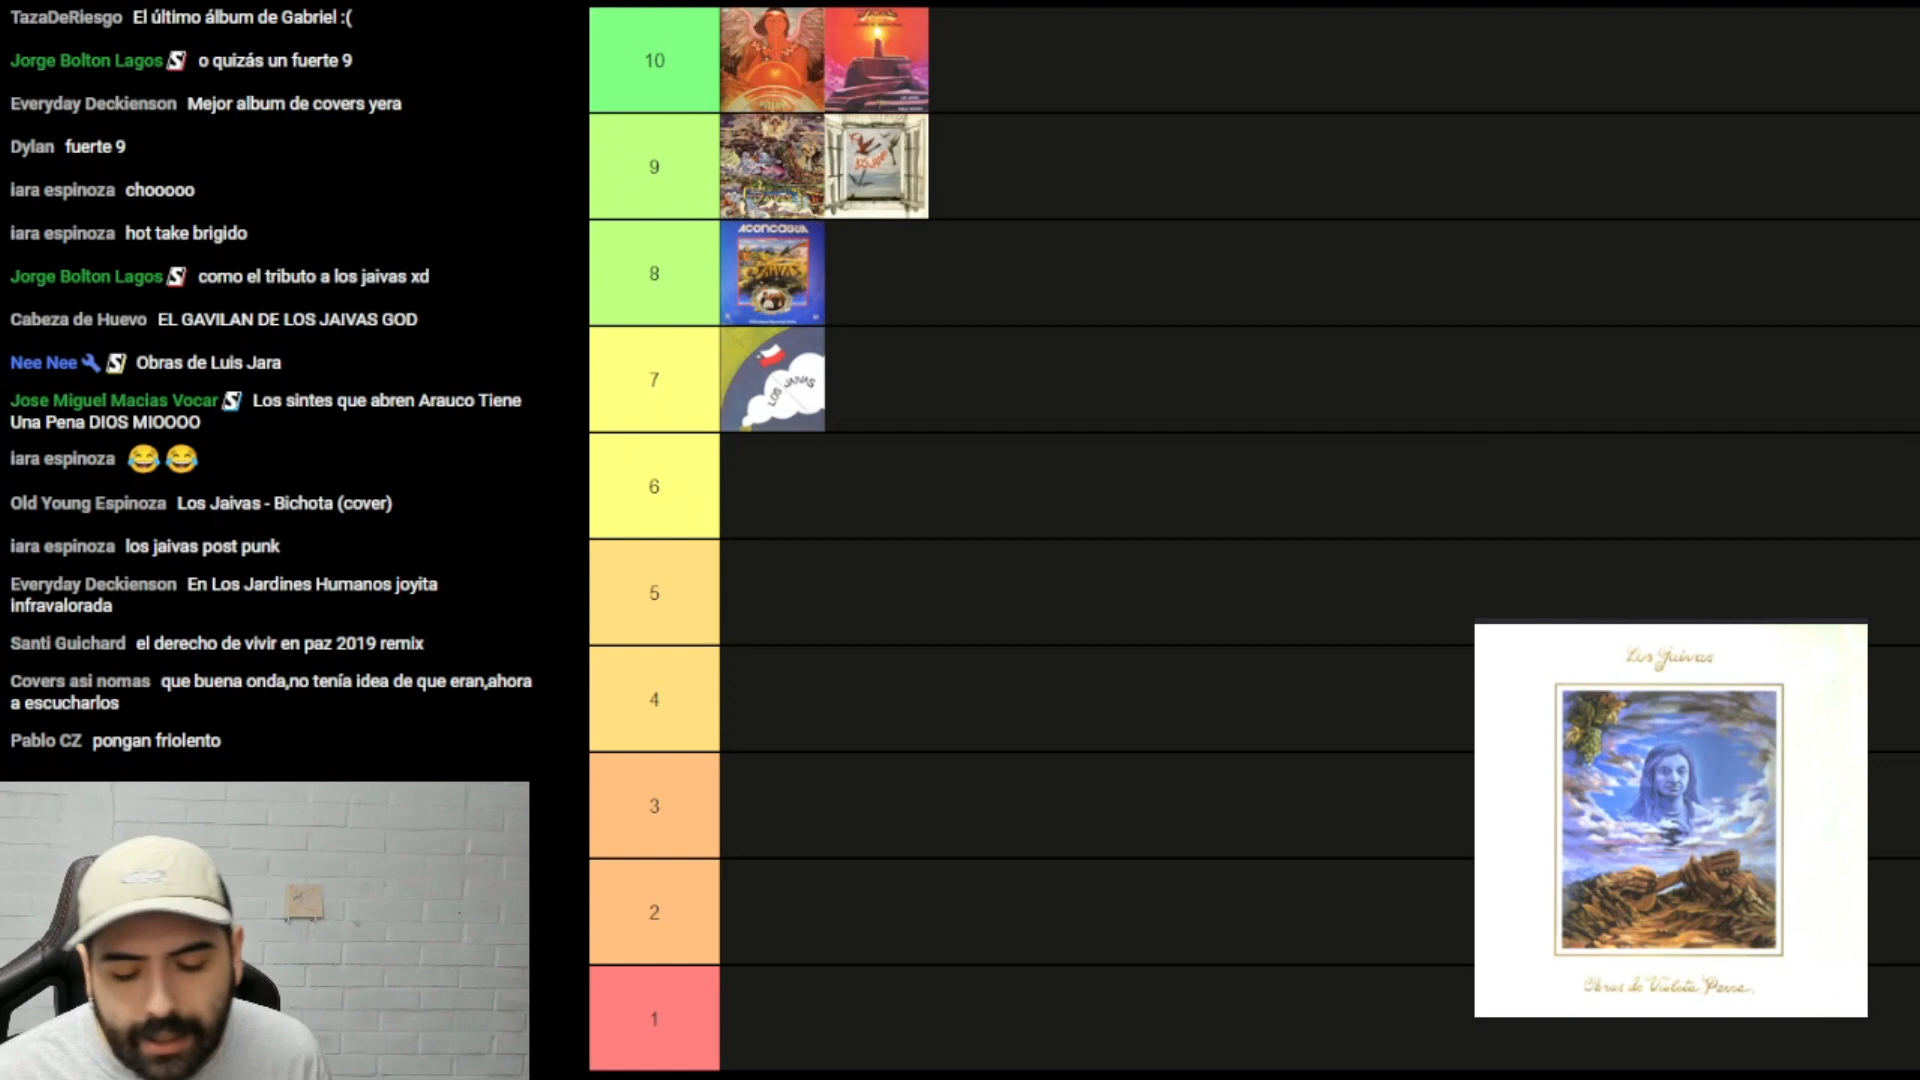 TazaDeRiesgo El último álbum de Gabriel :(
Jorge Bolton Lagos o quizás un fuerte 9
Everyday Deckienson Mejor album de covers yera
Dylan fuerte 9
iara espinoza chooooo
iara espinoza hot take brigido
Jorge Bolton Lagos como el tributo a los jaivas xd
Cabeza de Huevo EL GAVILAN DE LOS JAIVAS GOD
Nee Nee Obras de Luis Jara
Jose Miguel Macias Vocar Los sintes que abren Arauco Tiene
Una Pena DIOS MIOOOO
iara espinoza 😂 😂
Old Young Espinoza Los Jaivas - Bichota (cover)
iara espinoza los jaivas post punk
Everyday Deckienson En Los Jardines Humanos joyita
infravalorada
Santi Guichard el derecho de vivir en paz 2019 remix
Covers asi nomas que buena onda,no tenía idea de que eran,ahora
a escucharlos
Pablo CZ pongan friolento
10
9
8
ACONCAGUA
JAIVAS
7
LOS JAIVAS
6
5
4
3
2
1
Los Jaivas
Obras de Violeta Parra